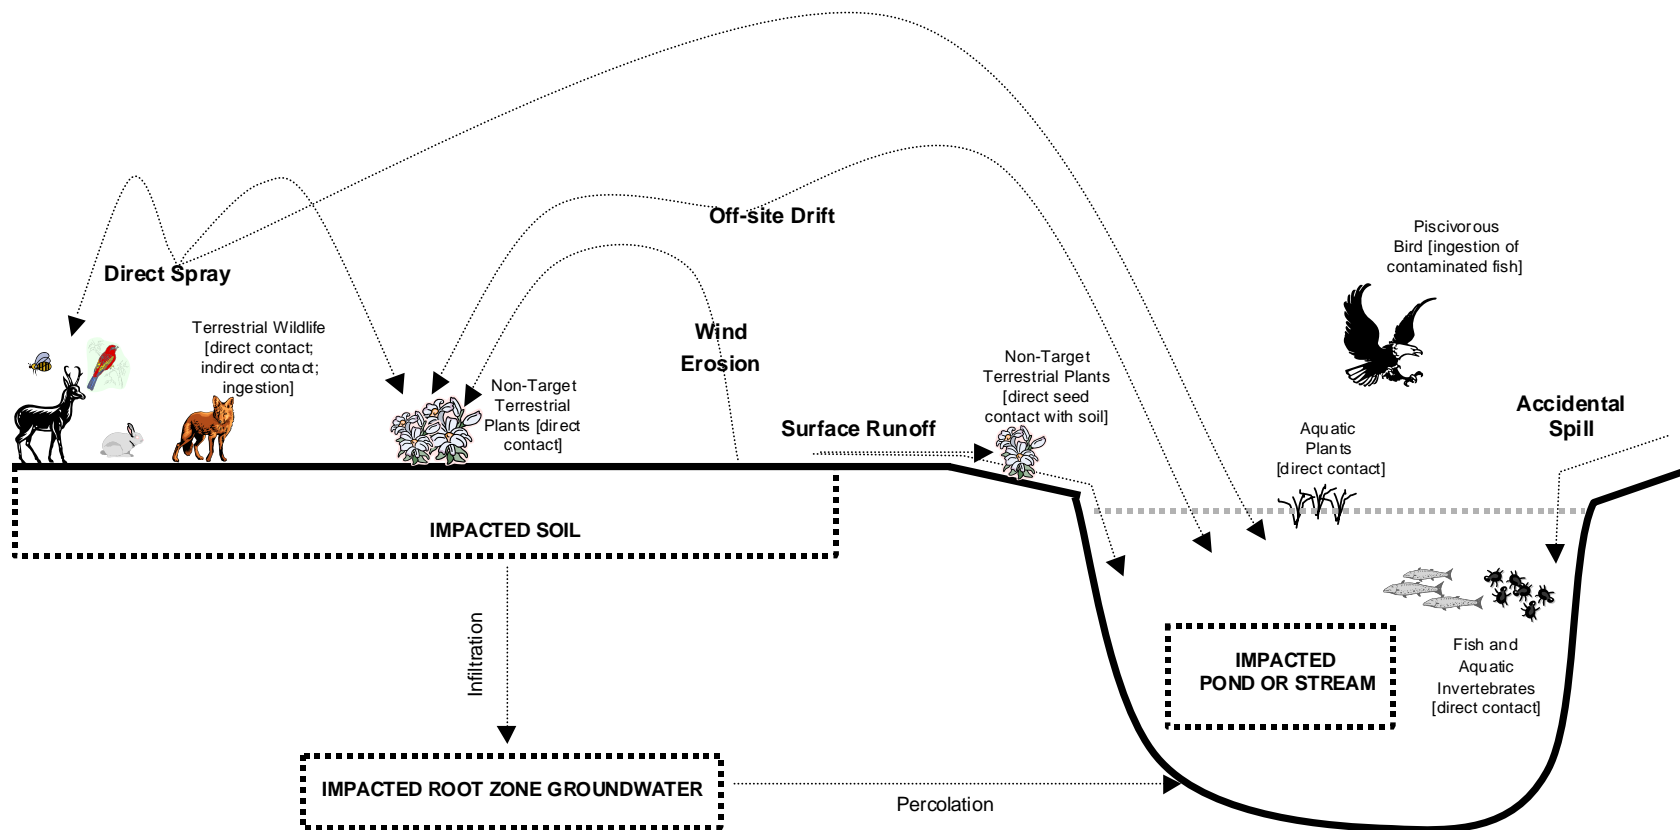 Off-site Drift
Direct Spray
Piscivorous
Bird [ingestion of
contaminated fish]
Terrestrial Wildlife
[direct contact;
indirect contact;
ingestion]
Wind
Erosion
Non-Target
Terrestrial
Plants [direct
contact]
Non-Target
Terrestrial Plants
[direct seed
contact with soil]
Surface Runoff
Aquatic
Plants
[direct contact]
Accidental
Spill
IMPACTED SOIL
Infiltration
IMPACTED
POND OR STREAM
Fish and
Aquatic
Invertebrates
[direct contact]
IMPACTED ROOT ZONE GROUNDWATER
Percolation